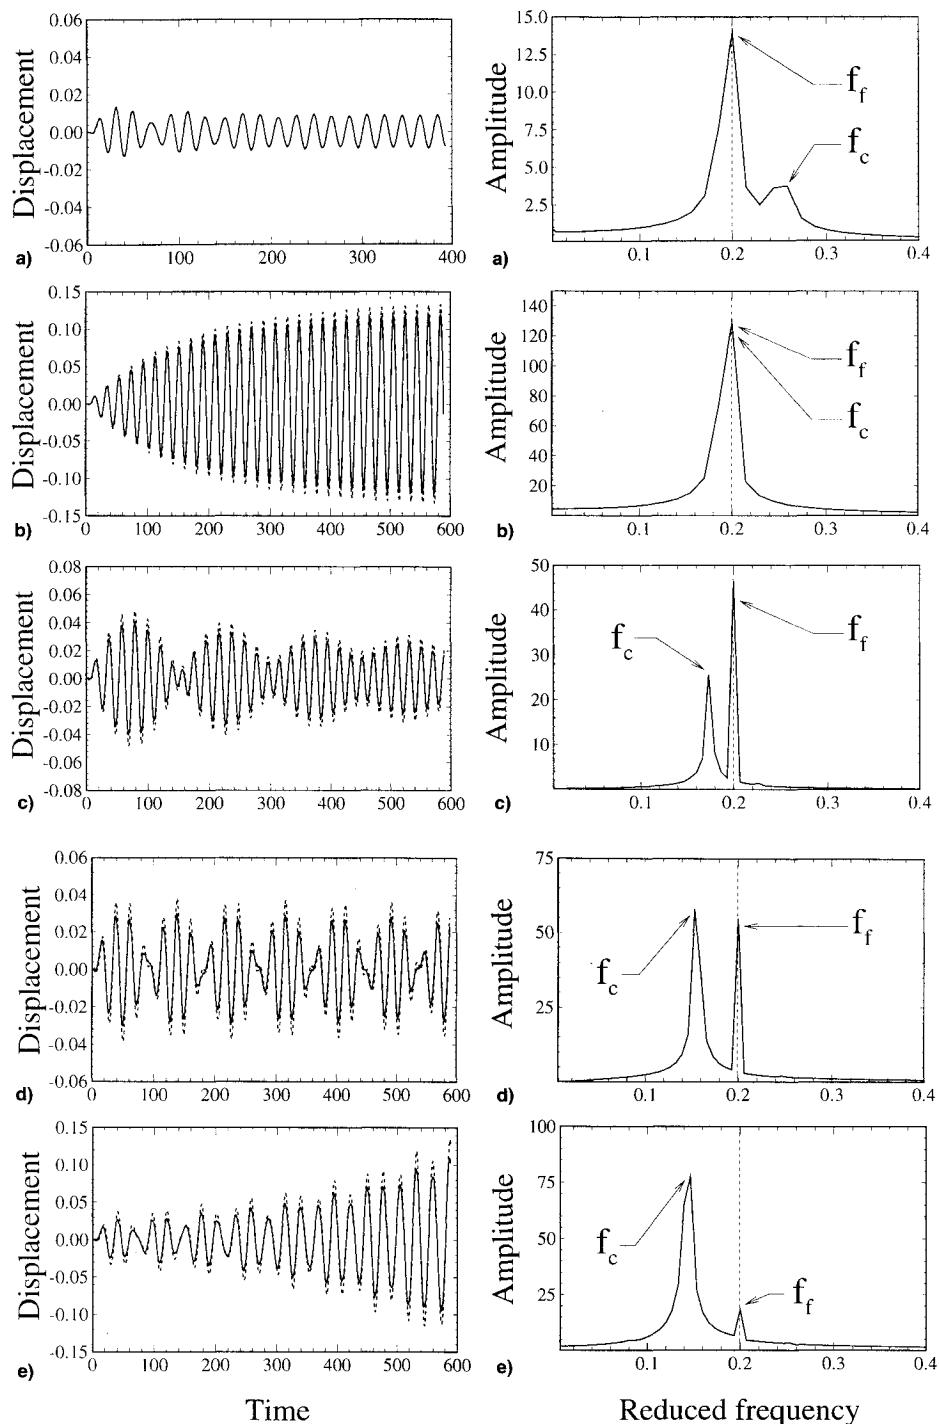 Displacement
0.06
0.04
0.02
0.00
-0.02
-0.04
-0.06
a)
0 100 200 300 400
Amplitude
15.0
12.5
10.0
7.5
5.0
2.5
a)
0.1 0.2 0.3 0.4
f_f
f_c
Displacement
0.15
0.10
0.05
0.00
-0.05
-0.10
-0.15
b)
0 100 200 300 400 500 600
Amplitude
140
120
100
80
60
40
20
b)
0.1 0.2 0.3 0.4
f_f
f_c
Displacement
0.08
0.06
0.04
0.02
0.00
-0.02
-0.04
-0.06
-0.08
c)
0 100 200 300 400 500 600
Amplitude
50
40
30
20
10
c)
0.1 0.2 0.3 0.4
f_c
f_f
Displacement
0.06
0.04
0.02
0.00
-0.02
-0.04
-0.06
d)
0 100 200 300 400 500 600
Amplitude
75
50
25
d)
0.1 0.2 0.3 0.4
f_c
f_f
Displacement
0.15
0.10
0.05
0.00
-0.05
-0.10
-0.15
e)
0 100 200 300 400 500 600
Time
Amplitude
100
75
50
25
e)
0.1 0.2 0.3 0.4
f_c
f_f
Reduced frequency